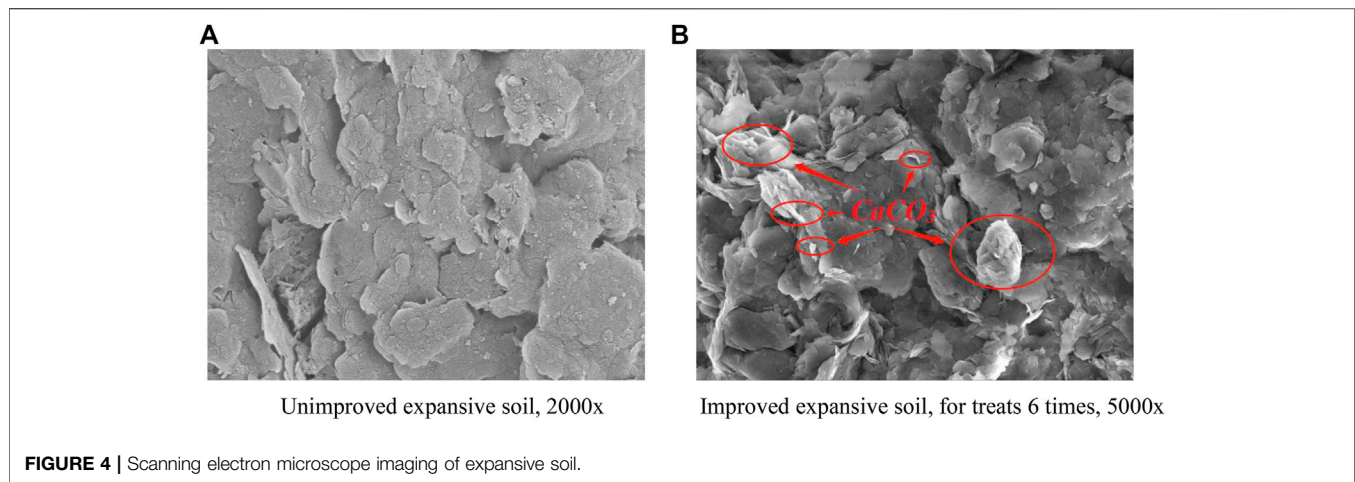 A
B
CaCO₃
Unimproved expansive soil, 2000x
Improved expansive soil, for treats 6 times, 5000x
FIGURE 4 | Scanning electron microscope imaging of expansive soil.